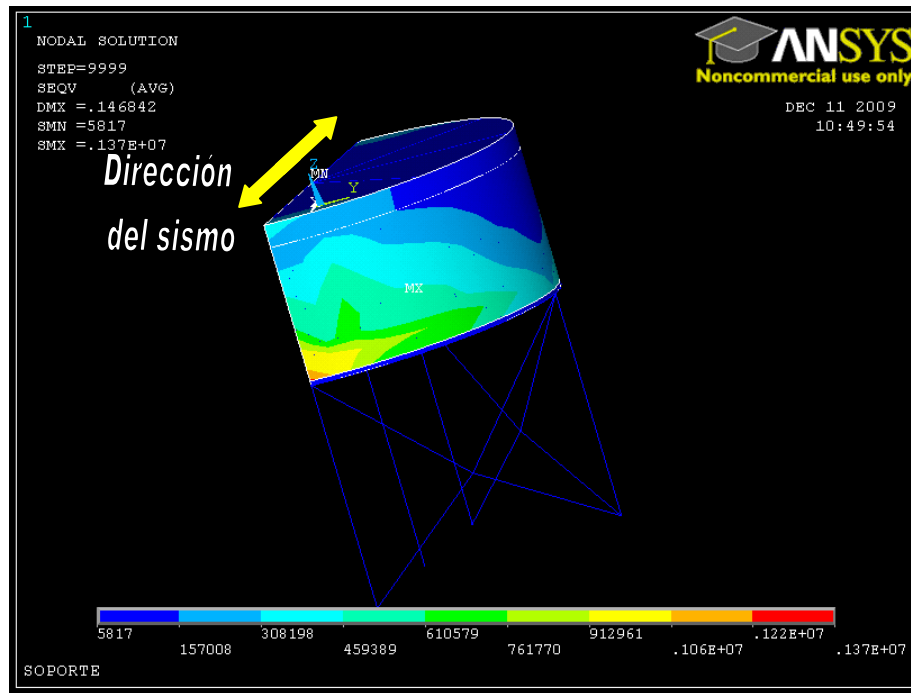 1
NODAL SOLUTION
STEP=9999
SEQV (AVG)
DMX =.146842
SMN =5817
SMX =.137E+07
ANSYS
Noncommercial use only
DEC 11 2009
10:49:54
Dirección
del sismo
Z
MN
Y
X
MX
5817 308198 610579 912961 .122E+07
157008 459389 761770 .106E+07 .137E+07
SOPORTE